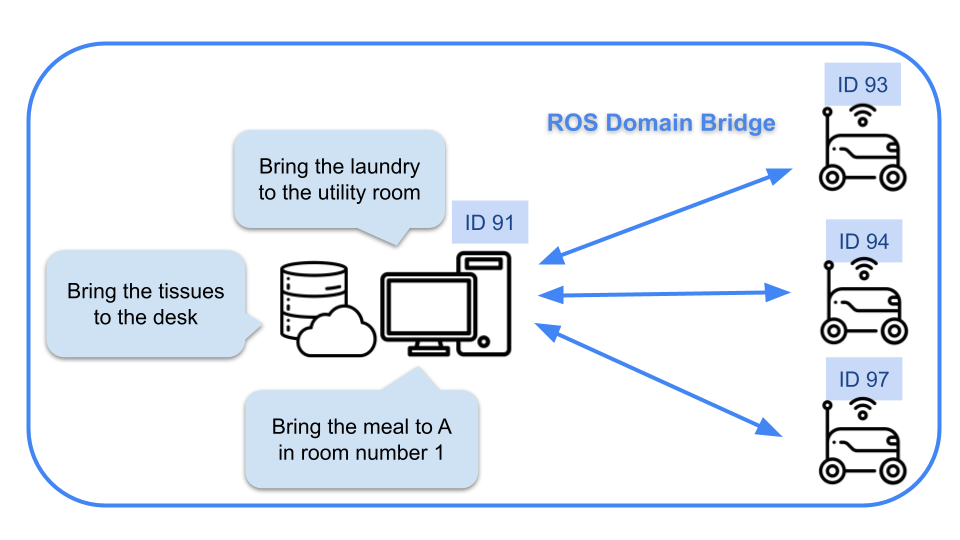 ID 93
ROS Domain Bridge
Bring the laundry
to the utility room
ID 91
ID 94
Bring the tissues
to the desk
ID 97
Bring the meal to A
in room number 1